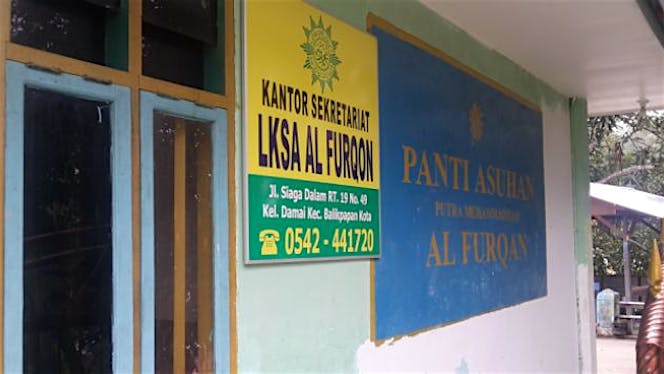 KANTOR SEKRETARIAT
LKSA AL FURQON
Jl. Siaga Dalam RT. 19 No. 49
Kel. Damai Kec. Balikpapan Kota
☎ 0542 - 441720
PANTI ASUHAN
PUTRA MUHAMMADIYAH
AL FURQAN